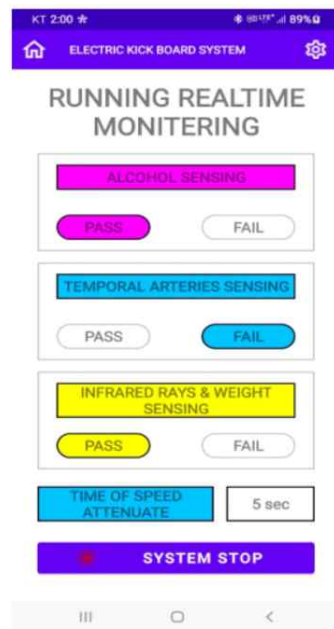 KT 2:00
89%
ELECTRIC KICK BOARD SYSTEM
RUNNING REALTIME
MONITERING
ALCOHOL SENSING
PASS FAIL
TEMPORAL ARTERIES SENSING
PASS FAIL
INFRARED RAYS & WEIGHT
SENSING
PASS FAIL
TIME OF SPEED
ATTENUATE
5 sec
SYSTEM STOP